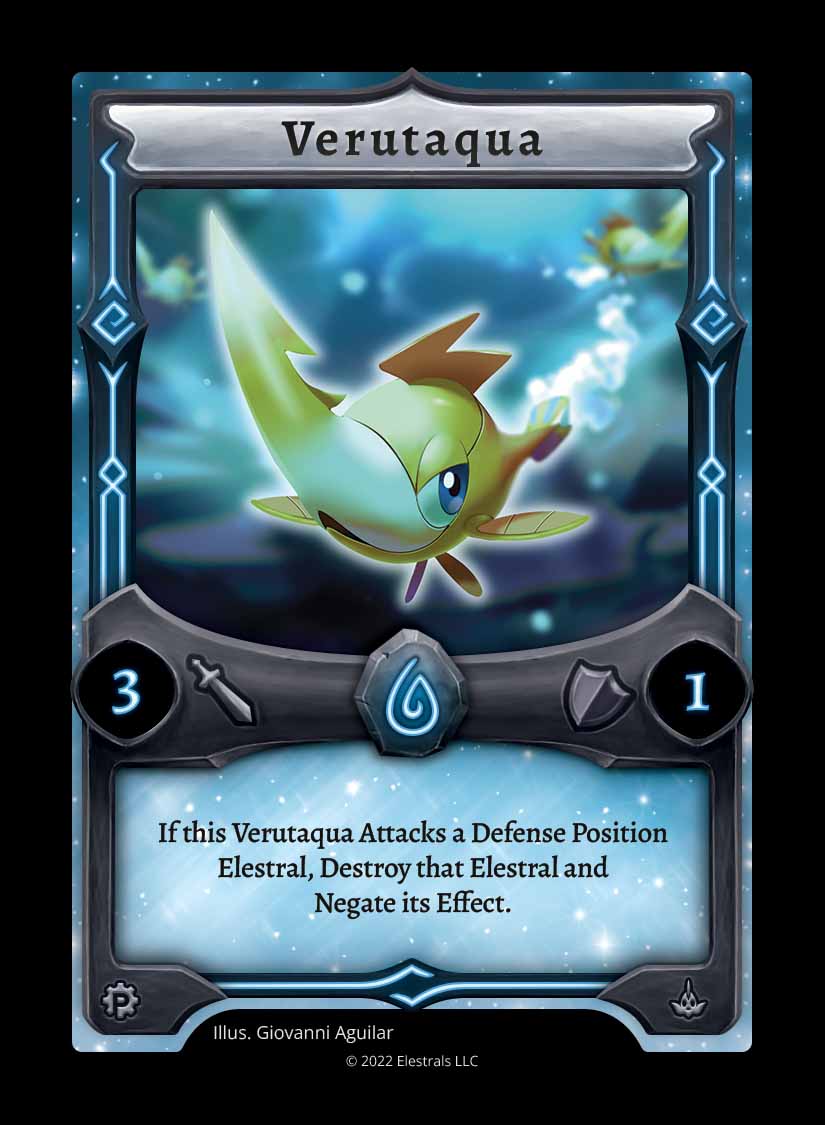 Verutaqua
3
1
If this Verutaqua Attacks a Defense Position
Elestral, Destroy that Elestral and
Negate its Effect.
P
Illus. Giovanni Aguilar
© 2022 Elestrals LLC